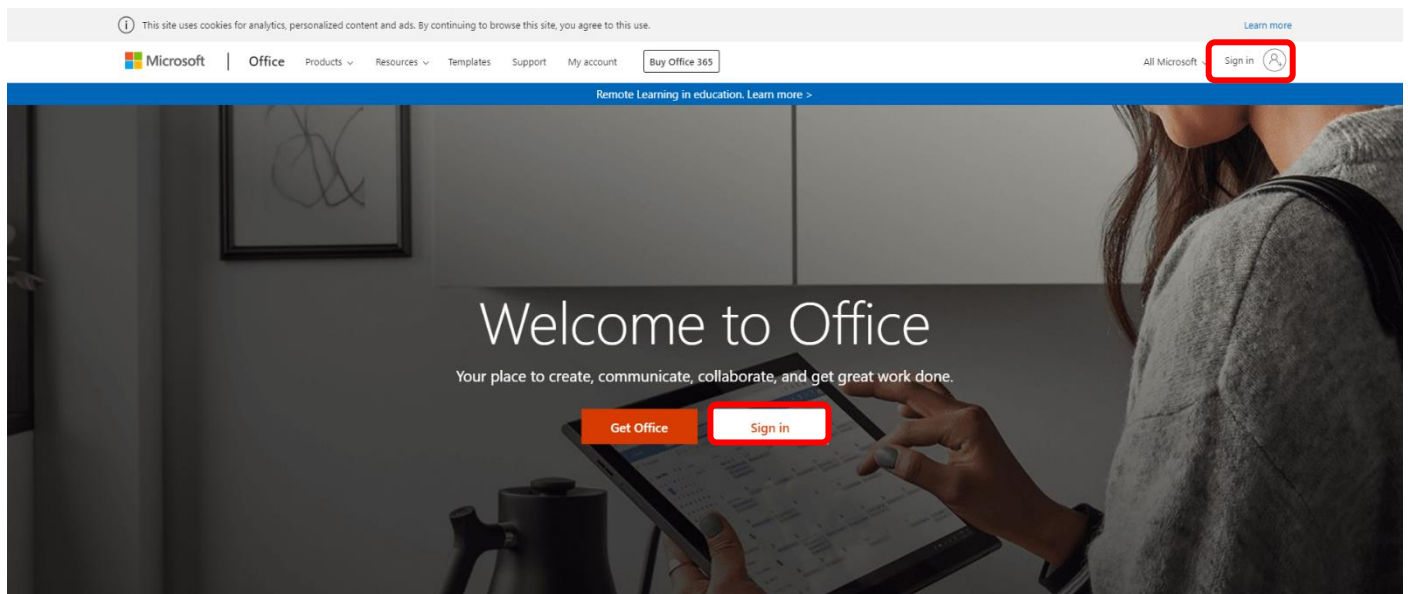 This site uses cookies for analytics, personalized content and ads. By continuing to browse this site, you agree to this use. Learn more
Microsoft Office Products Resources Templates Support My account Buy Office 365 All Microsoft Sign in
Remote Learning in education. Learn more >
Welcome to Office
Your place to create, communicate, collaborate, and get great work done.
Get Office Sign in